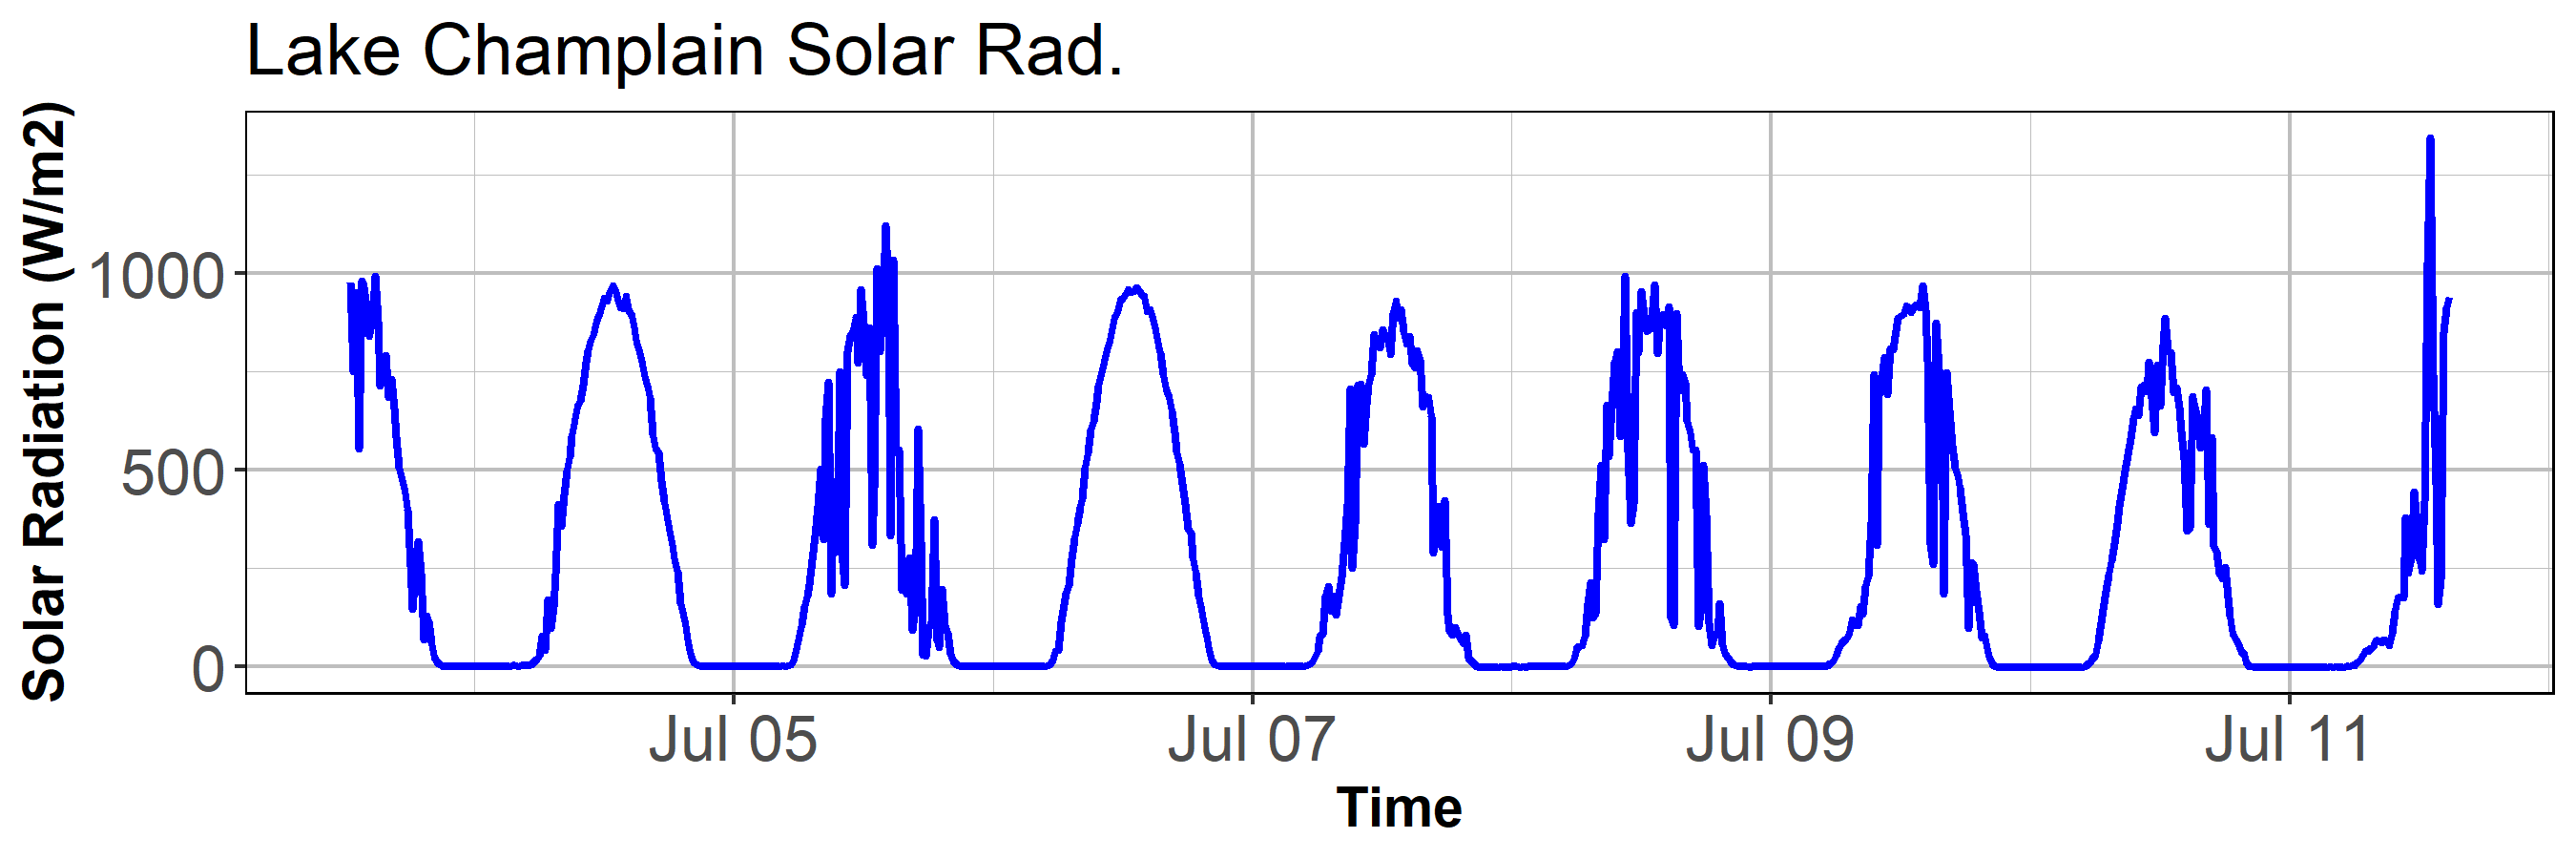 Lake Champlain Solar Rad.
Solar Radiation (W/m2)
1000
500
0
Jul 05
Jul 07
Jul 09
Jul 11
Time